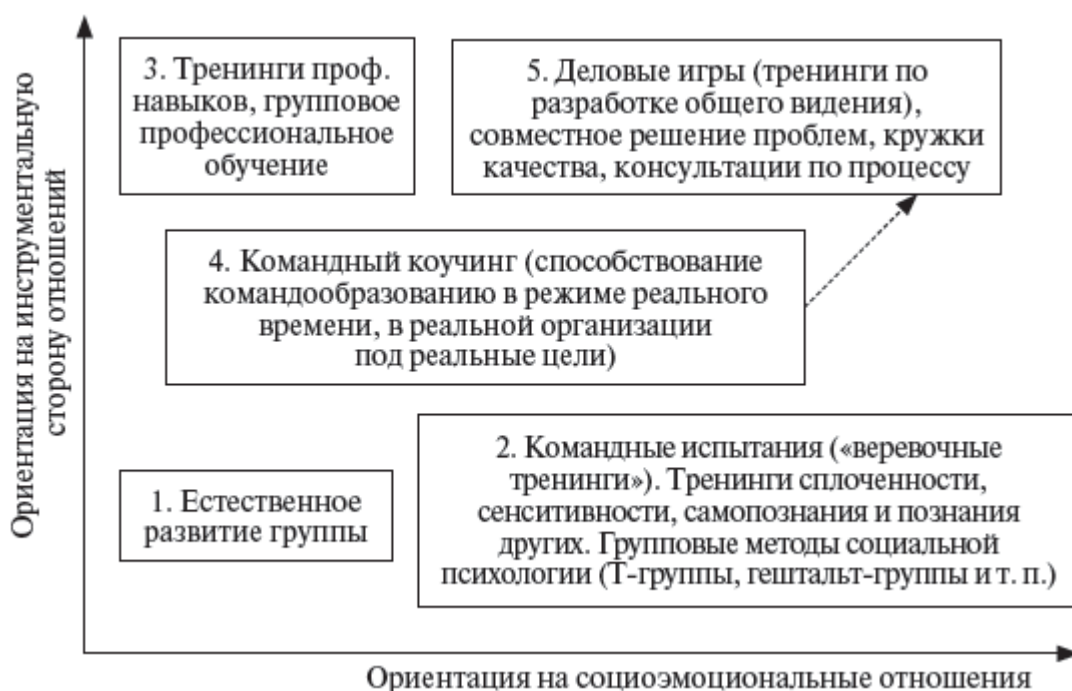 Ориентация на инструментальную
сторону отношений
3. Тренинги проф.
навыков, групповое
профессиональное
обучение
5. Деловые игры (тренинги по
разработке общего видения),
совместное решение проблем, кружки
качества, консультации по процессу
4. Командный коучинг (способствование
командообразованию в режиме реального
времени, в реальной организации
под реальные цели)
1. Естественное
развитие группы
2. Командные испытания («веревочные
тренинги»). Тренинги сплоченности,
сенситивности, самопознания и познания
других. Групповые методы социальной
психологии (Т-группы, гештальт-группы и т. п.)
Ориентация на социоэмоциональные отношения